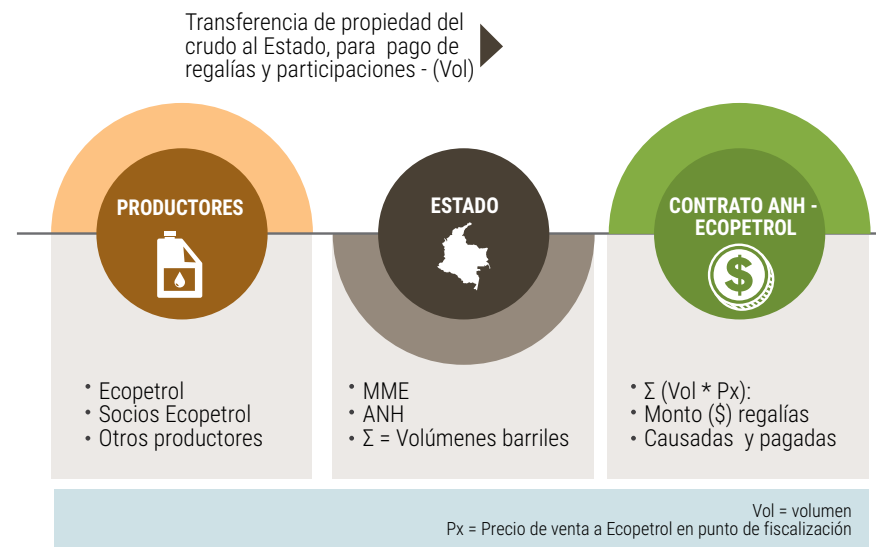 Transferencia de propiedad del
crudo al Estado, para pago de
regalías y participaciones - (Vol)
PRODUCTORES
ESTADO
CONTRATO ANH -
ECOPETROL
$
• Ecopetrol
• Socios Ecopetrol
• Otros productores
• MME
• ANH
• Σ = Volúmenes barriles
• Σ (Vol * Px):
• Monto ($) regalías
• Causadas y pagadas
Vol = volumen
Px = Precio de venta a Ecopetrol en punto de fiscalización